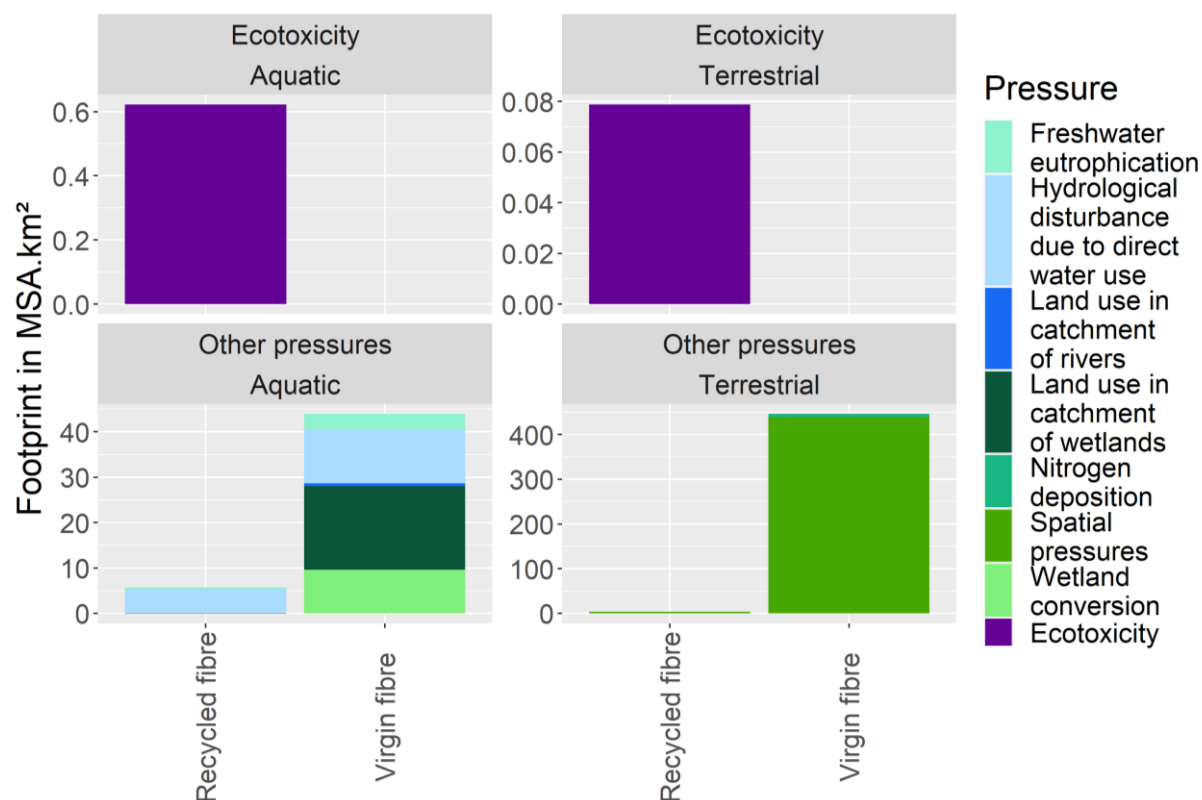 Ecotoxicity
Aquatic
Ecotoxicity
Terrestrial
Footprint in MSA.km²
0.6
0.4
0.2
0.0
0.08
0.06
0.04
0.02
0.00
Other pressures
Aquatic
Other pressures
Terrestrial
40
30
20
10
0
400
300
200
100
0
Recycled fibre
Virgin fibre
Recycled fibre
Virgin fibre
Pressure
Freshwater
eutrophication
Hydrological
disturbance
due to direct
water use
Land use in
catchment
of rivers
Land use in
catchment
of wetlands
Nitrogen
deposition
Spatial
pressures
Wetland
conversion
Ecotoxicity